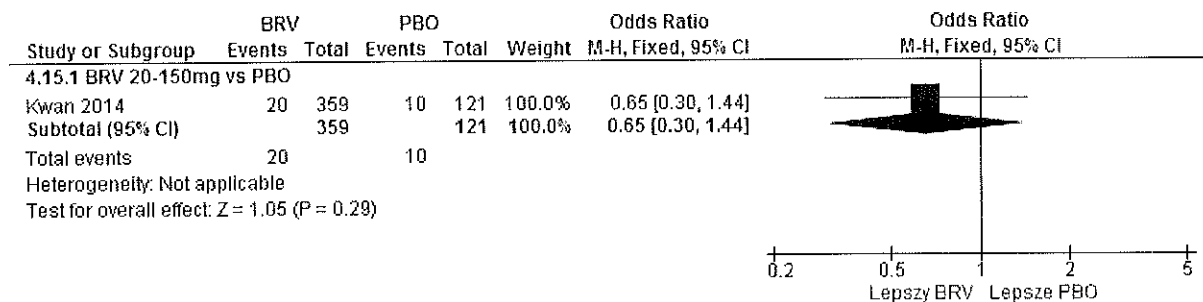 BRV PBO Odds Ratio Odds Ratio
Study or Subgroup Events Total Events Total Weight M-H, Fixed, 95% CI M-H, Fixed, 95% CI
4.15.1 BRV 20-150mg vs PBO
Kwan 2014 20 359 10 121 100.0% 0.65 [0.30, 1.44]
Subtotal (95% CI) 359 121 100.0% 0.65 [0.30, 1.44]
Total events 20 10
Heterogeneity: Not applicable
Test for overall effect: Z = 1.05 (P = 0.29)
0.2 0.5 1 2 5
Lepszy BRV Lepsze PBO